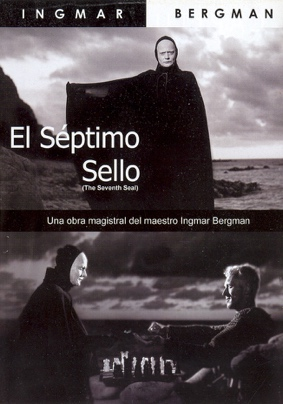 INGMAR BERGMAN
El Séptimo
Sello
(The Seventh Seal)
Una obra magistral del maestro Ingmar Bergman